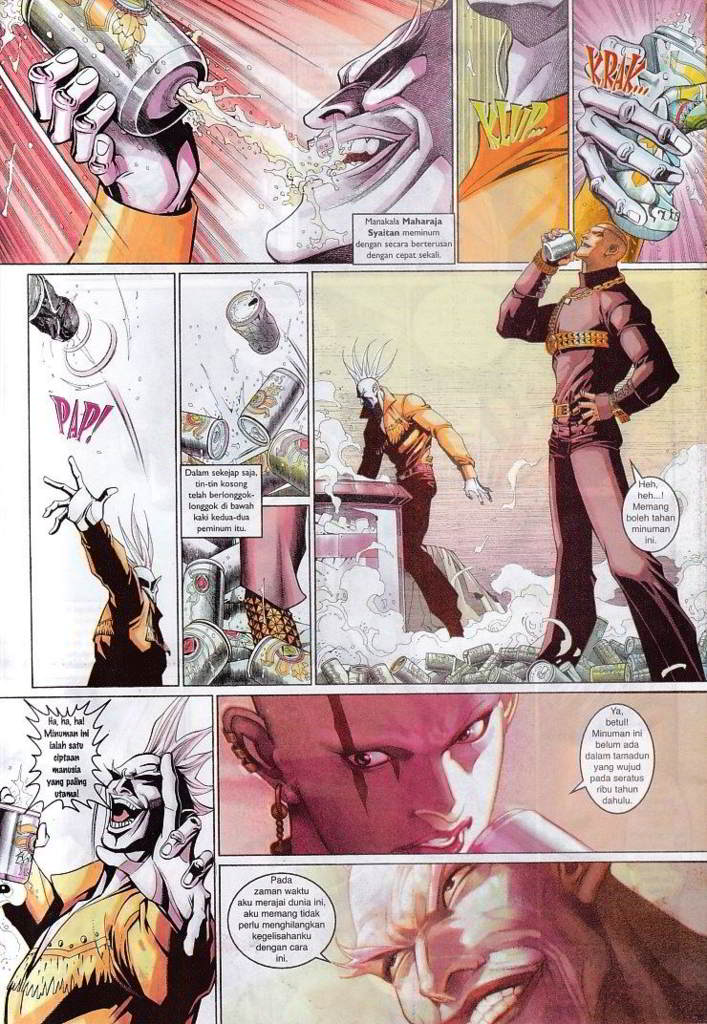 KRAK...
KLUP...
Manakala Maharaja
Syaitan meminum
dengan secara berterusan
dengan cepat sekali.
PAP!
Dalam sekejap saja,
tin-tin kosong
telah berlonggok-
longgok di bawah
kaki kedua-dua
peminum itu.
Heh,
heh...!
Memang
boleh tahan
minuman
ini.
Ha, ha, ha!
Minuman ini
ialah satu
ciptaan
manusia
yang paling
utama!
Ya,
betul!
Minuman ini
belum ada
dalam tamadun
yang wujud
pada seratus
ribu tahun
dahulu.
Pada
zaman waktu
aku merajai dunia ini,
aku memang tidak
perlu menghilangkan
kegelisahanku
dengan cara
ini.